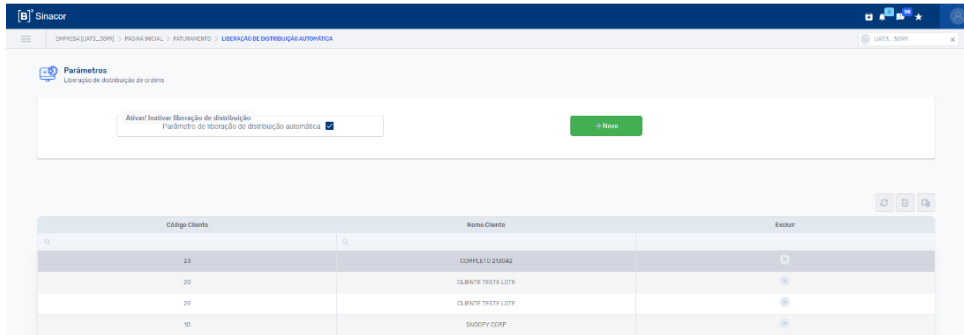 [B]³ Sinacor
EMPRESA [UAT3_3099] > PÁGINA INICIAL > FATURAMENTO > LIBERAÇÃO DE DISTRIBUIÇÃO AUTOMÁTICA
UAT3_3099
Parâmetros
Liberação de distribuição de ordens
Ativar/ Inativar liberação de distribuição
Parâmetro de liberação de distribuição automática
+ Novo
Código Cliente Nome Cliente Excluir
23 COMPLETO 213042
20 CLIENTE TESTE LOTE
29 CLIENTE TESTE LOTE
10 SNOOPY CORP